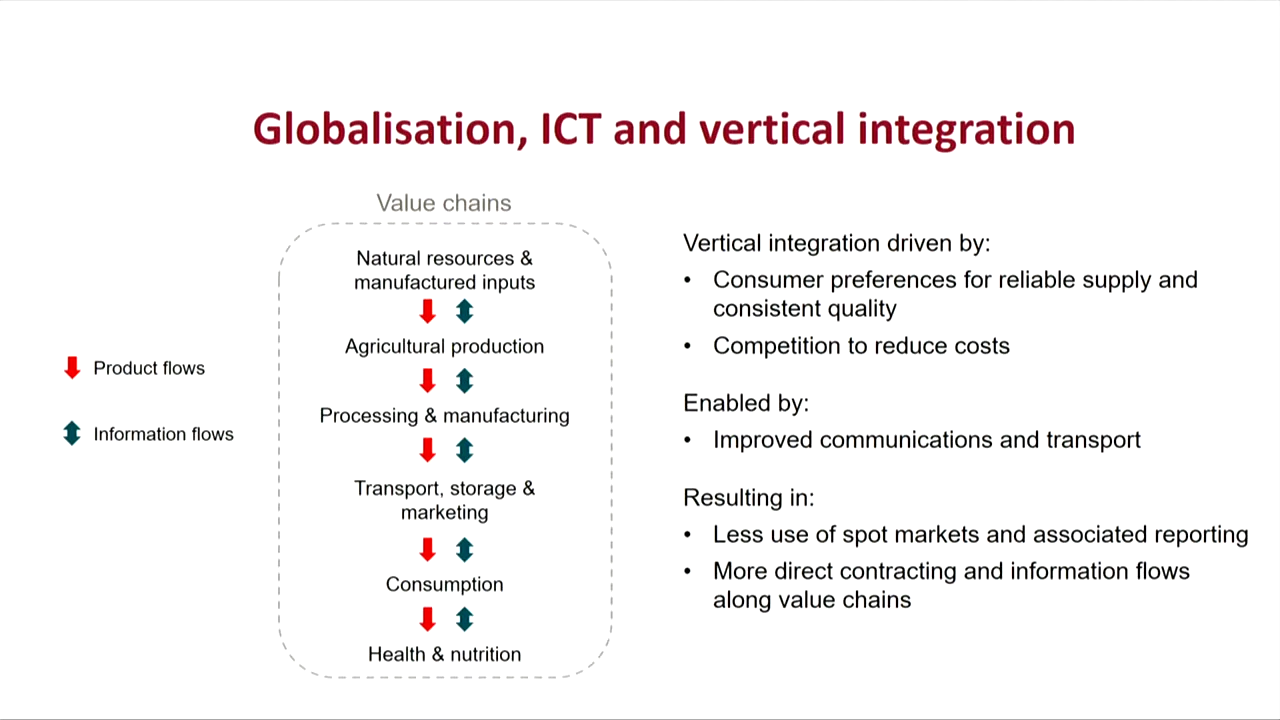 Globalisation, ICT and vertical integration
Value chains
Natural resources &
manufactured inputs
Agricultural production
Processing & manufacturing
Transport, storage &
marketing
Consumption
Health & nutrition
Product flows
Information flows
Vertical integration driven by:
• Consumer preferences for reliable supply and
consistent quality
• Competition to reduce costs
Enabled by:
• Improved communications and transport
Resulting in:
• Less use of spot markets and associated reporting
• More direct contracting and information flows
along value chains